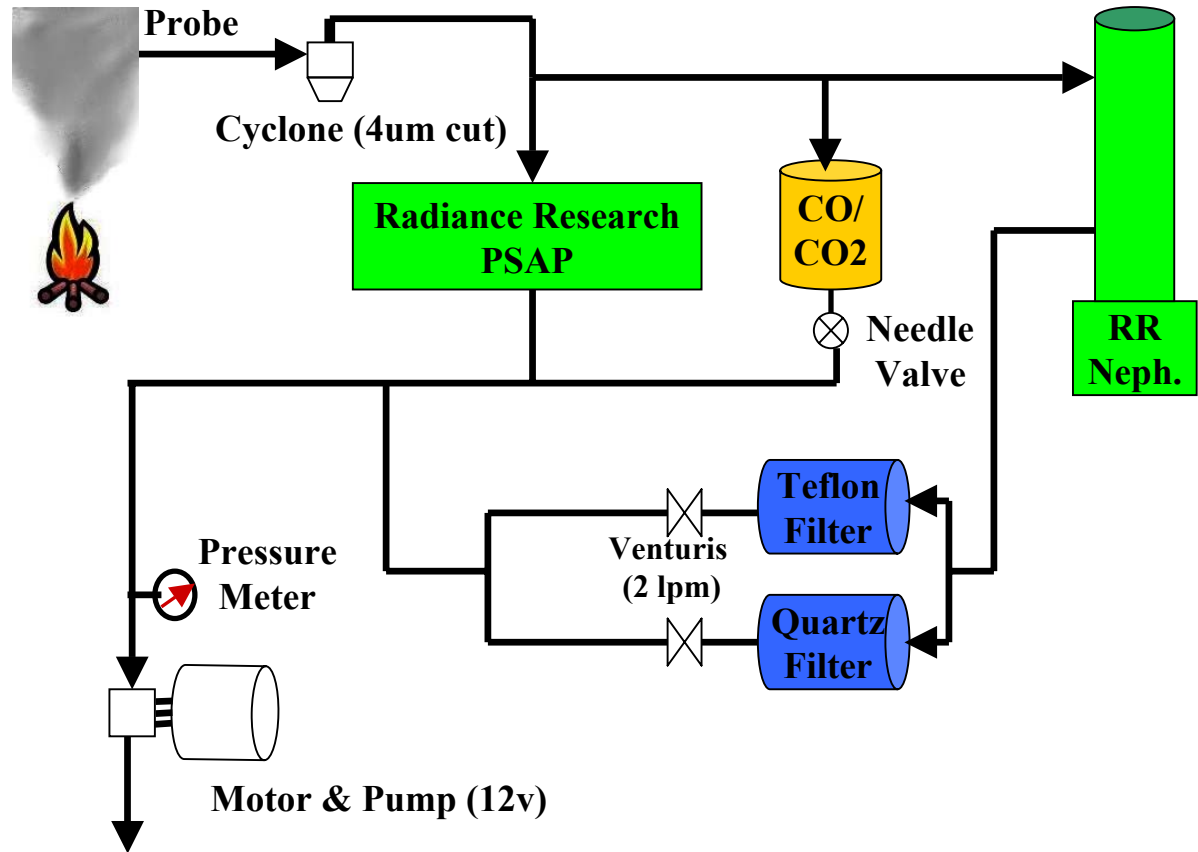 Probe
Cyclone (4um cut)
Radiance Research
PSAP
CO/
CO2
Needle
Valve
RR
Neph.
Teflon
Filter
Venturis
(2 lpm)
Quartz
Filter
Pressure
Meter
Motor & Pump (12v)